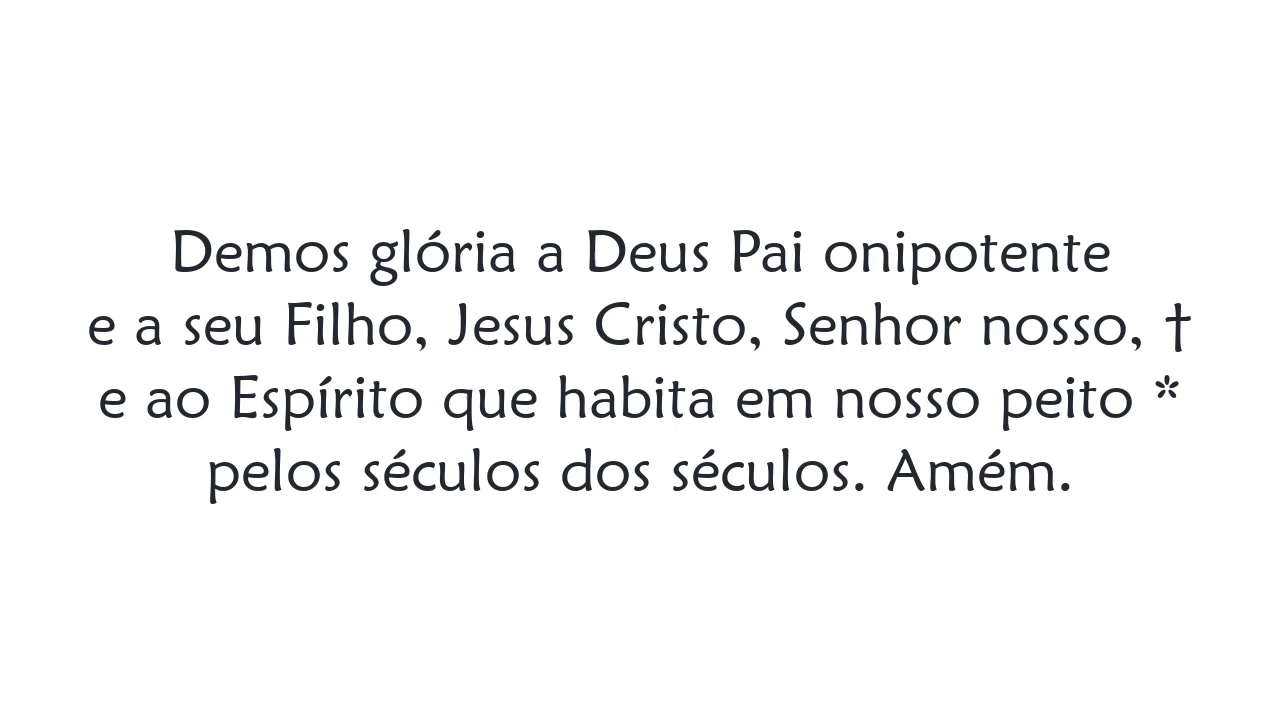 Demos glória a Deus Pai onipotente
e a seu Filho, Jesus Cristo, Senhor nosso, †
e ao Espírito que habita em nosso peito *
pelos séculos dos séculos. Amém.